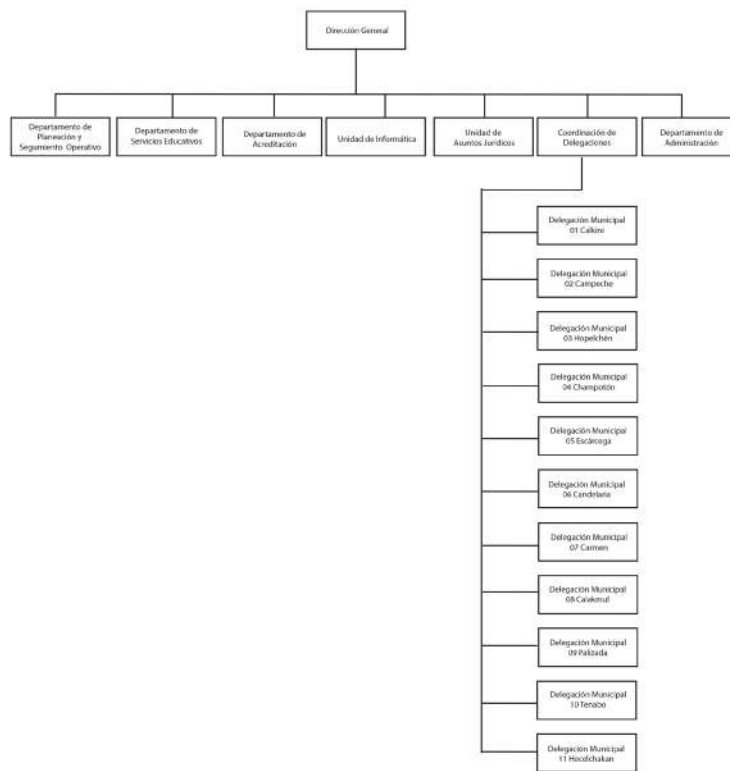 Dirección General
Departamento de
Planeación y
Segumiento Operativo
Departamento de
Servicios Educativos
Departamento de
Acreditación
Unidad de Informática
Unidad de
Asuntos Jurídicos
Coordinación de
Delegaciones
Departamento de
Administración
Delegación Municipal
01 Calkiní
Delegación Municipal
02 Campeche
Delegación Municipal
03 Hopelchén
Delegación Municipal
04 Champotón
Delegación Municipal
05 Escárcega
Delegación Municipal
06 Candelaria
Delegación Municipal
07 Carmen
Delegación Municipal
08 Calakmul
Delegación Municipal
09 Palizada
Delegación Municipal
10 Tenabo
Delegación Municipal
11 Hecelchakan